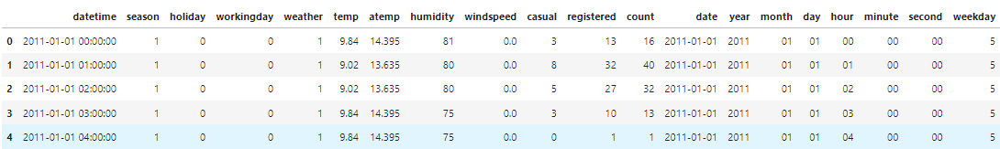 datetime season holiday workingday weather temp atemp humidity windspeed casual registered count date year month day hour minute second weekday
0 2011-01-01 00:00:00 1 0 0 1 9.84 14.395 81 0.0 3 13 16 2011-01-01 2011 01 01 00 00 00 5
1 2011-01-01 01:00:00 1 0 0 1 9.02 13.635 80 0.0 8 32 40 2011-01-01 2011 01 01 01 00 00 5
2 2011-01-01 02:00:00 1 0 0 1 9.02 13.635 80 0.0 5 27 32 2011-01-01 2011 01 01 02 00 00 5
3 2011-01-01 03:00:00 1 0 0 1 9.84 14.395 75 0.0 3 10 13 2011-01-01 2011 01 01 03 00 00 5
4 2011-01-01 04:00:00 1 0 0 1 9.84 14.395 75 0.0 0 1 1 2011-01-01 2011 01 01 04 00 00 5